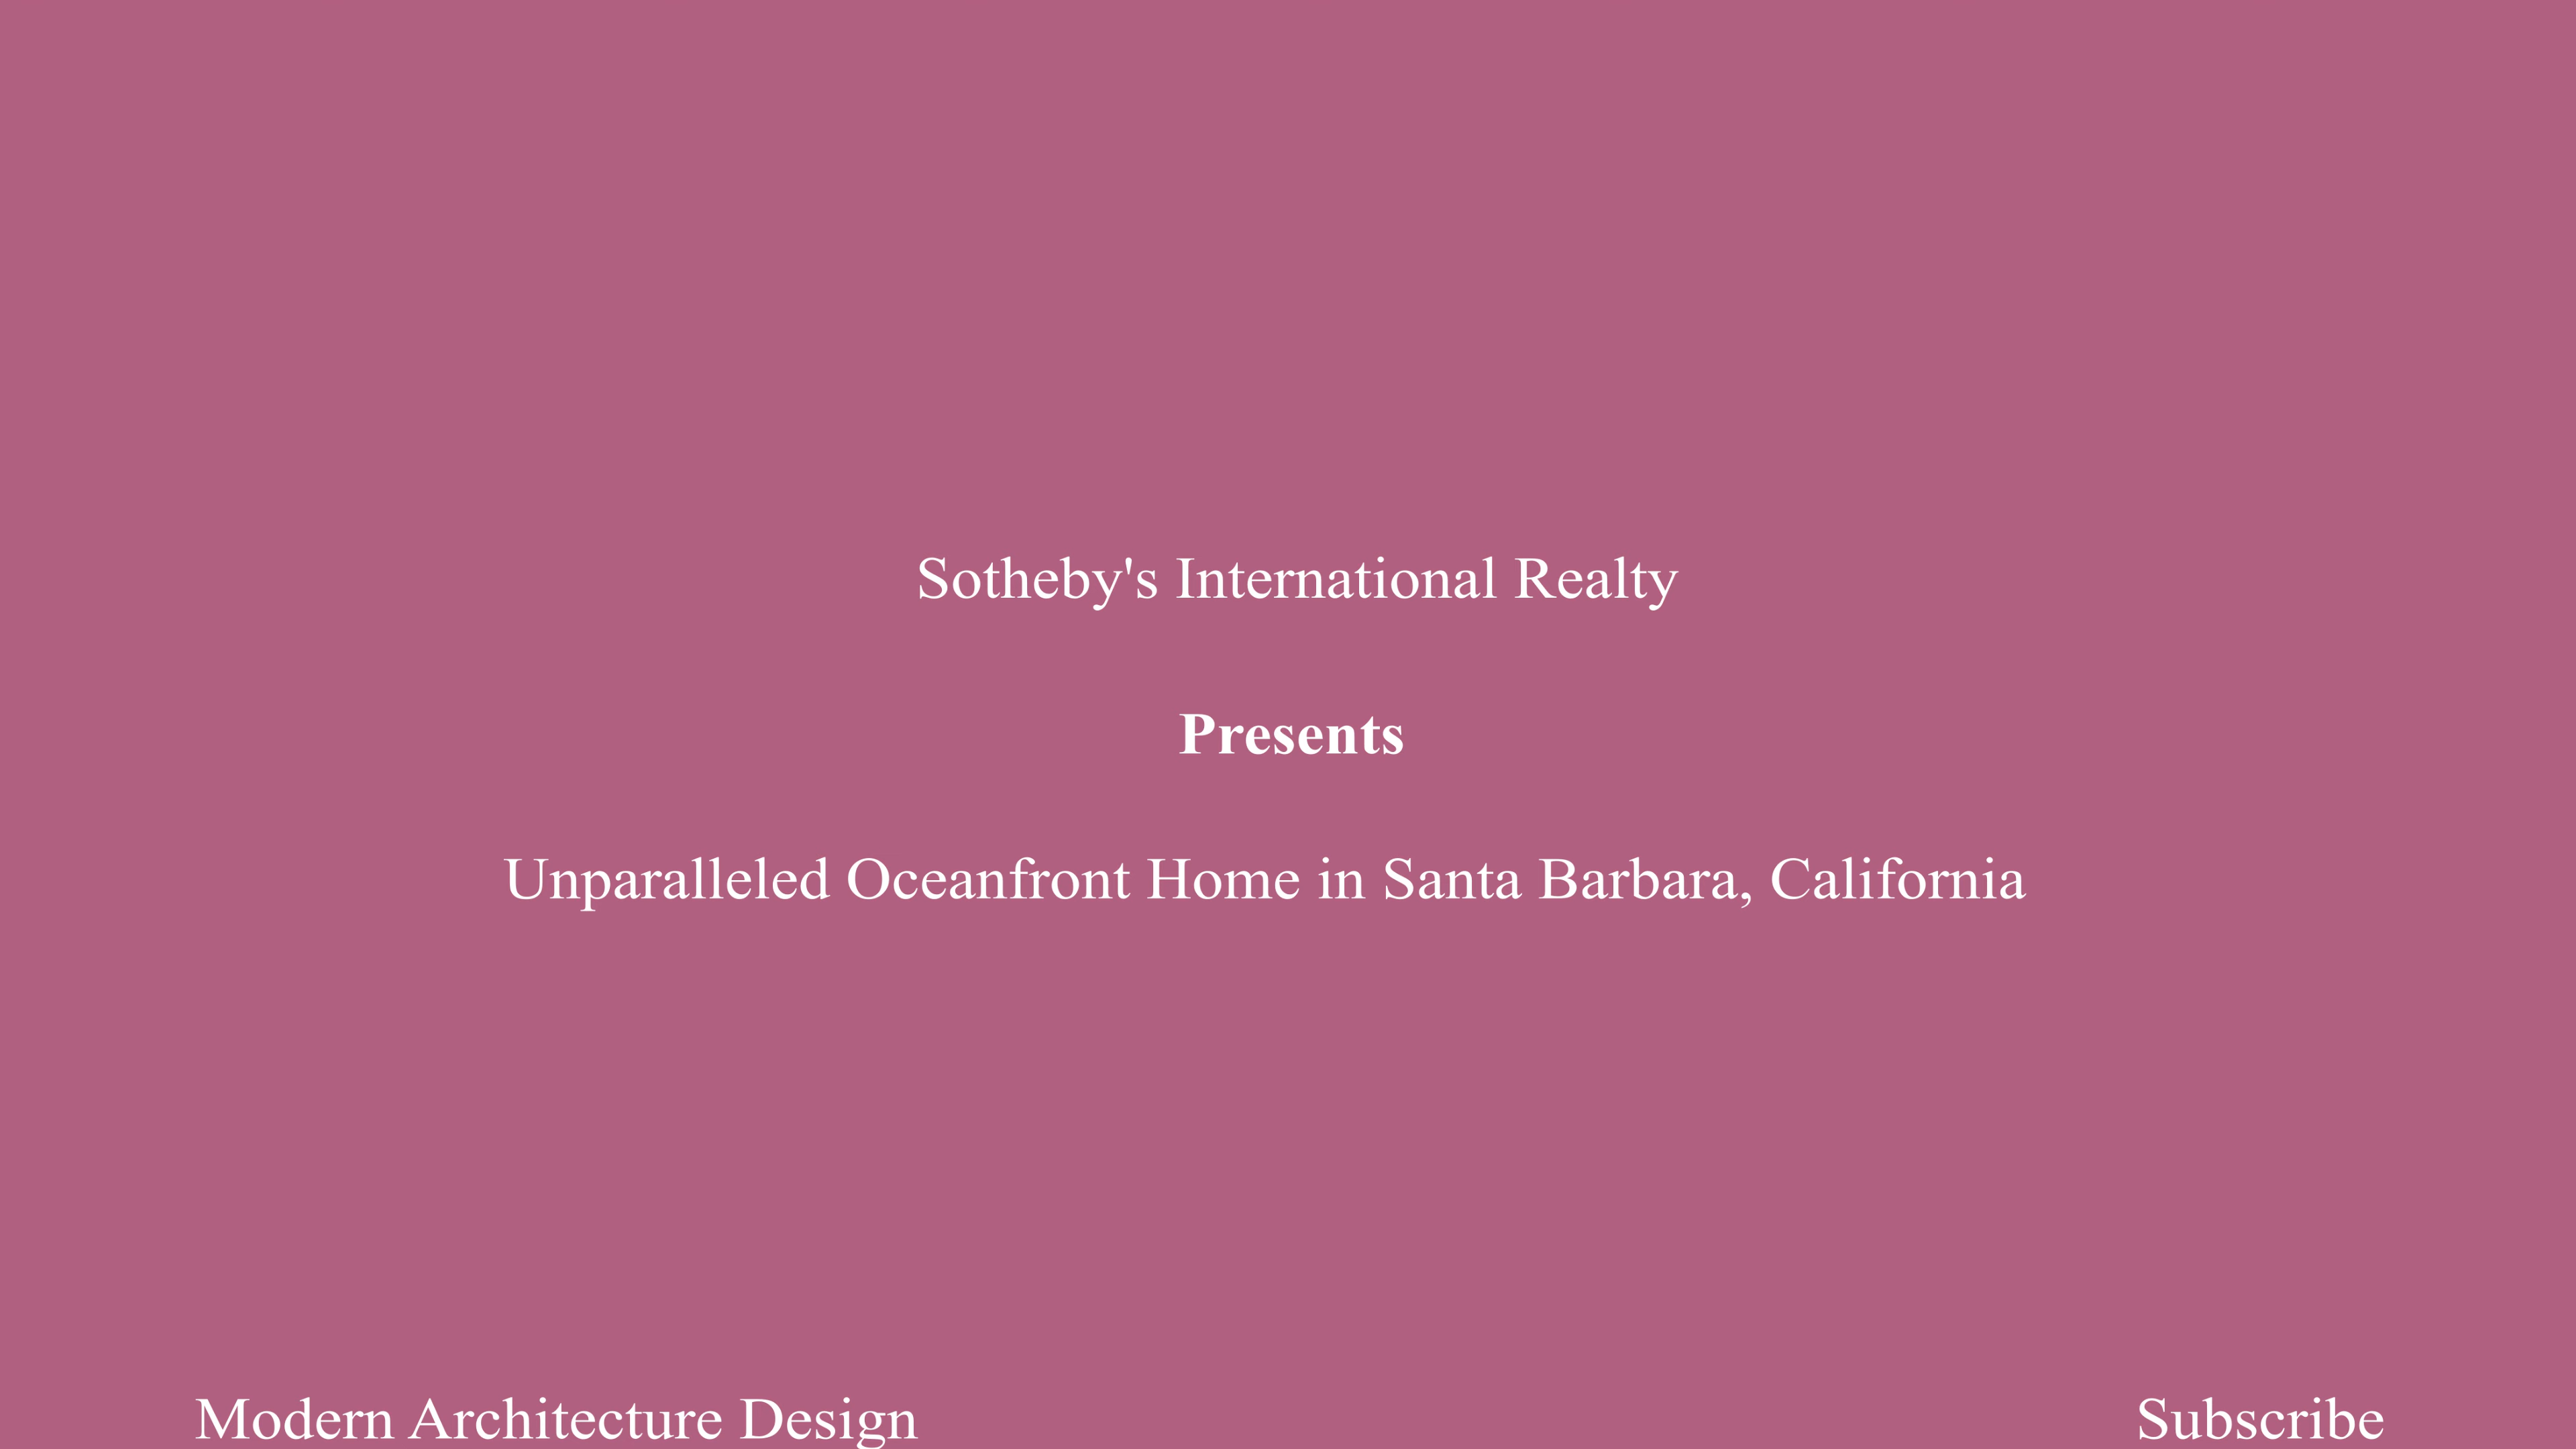 Sotheby's International Realty
Presents
Unparalleled Oceanfront Home in Santa Barbara, California
Modern Architecture Design
Subscribe